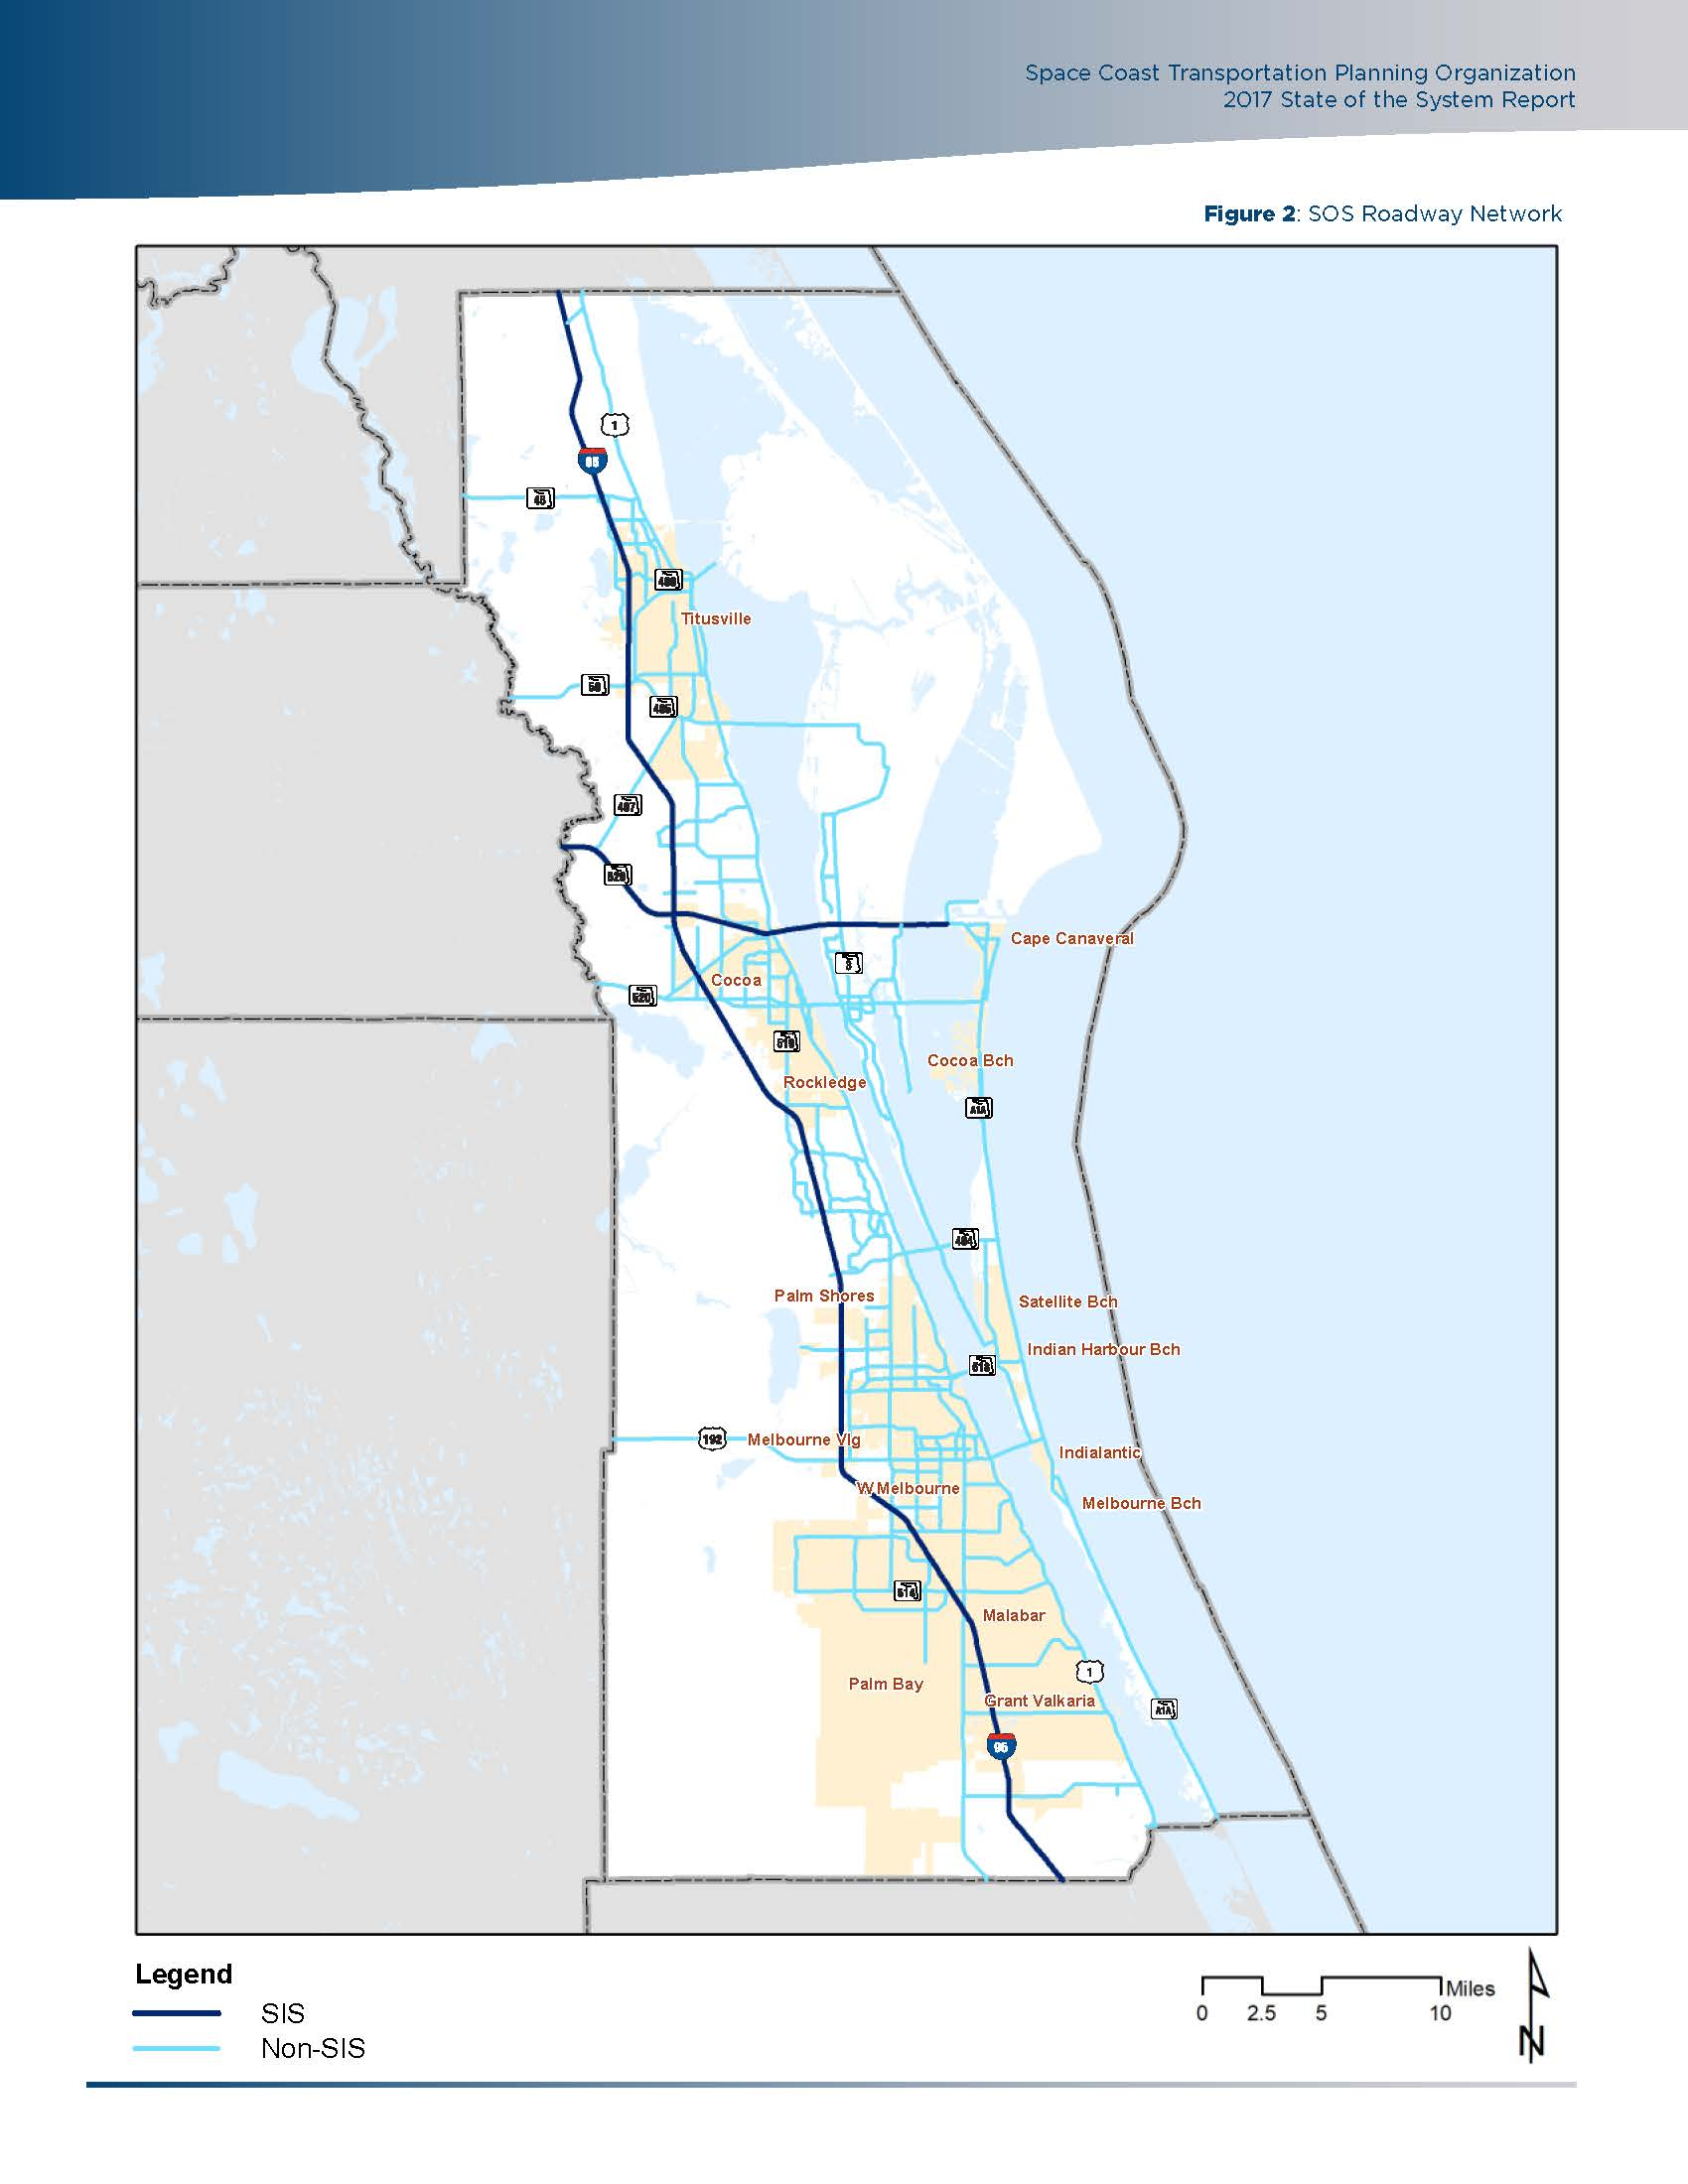 Space Coast Transportation Planning Organization
2017 State of the System Report
Figure 2: SOS Roadway Network
1
95
46
406
Titusville
50
405
407
528
Cape Canaveral
3
Cocoa
520
519
Cocoa Bch
Rockledge
A1A
404
Palm Shores
Satellite Bch
Indian Harbour Bch
518
192
Melbourne Vlg
Indialantic
W Melbourne
Melbourne Bch
514
Malabar
1
Palm Bay
Grant Valkaria
A1A
95
Legend
SIS
Non-SIS
Miles
0 2.5 5 10
N